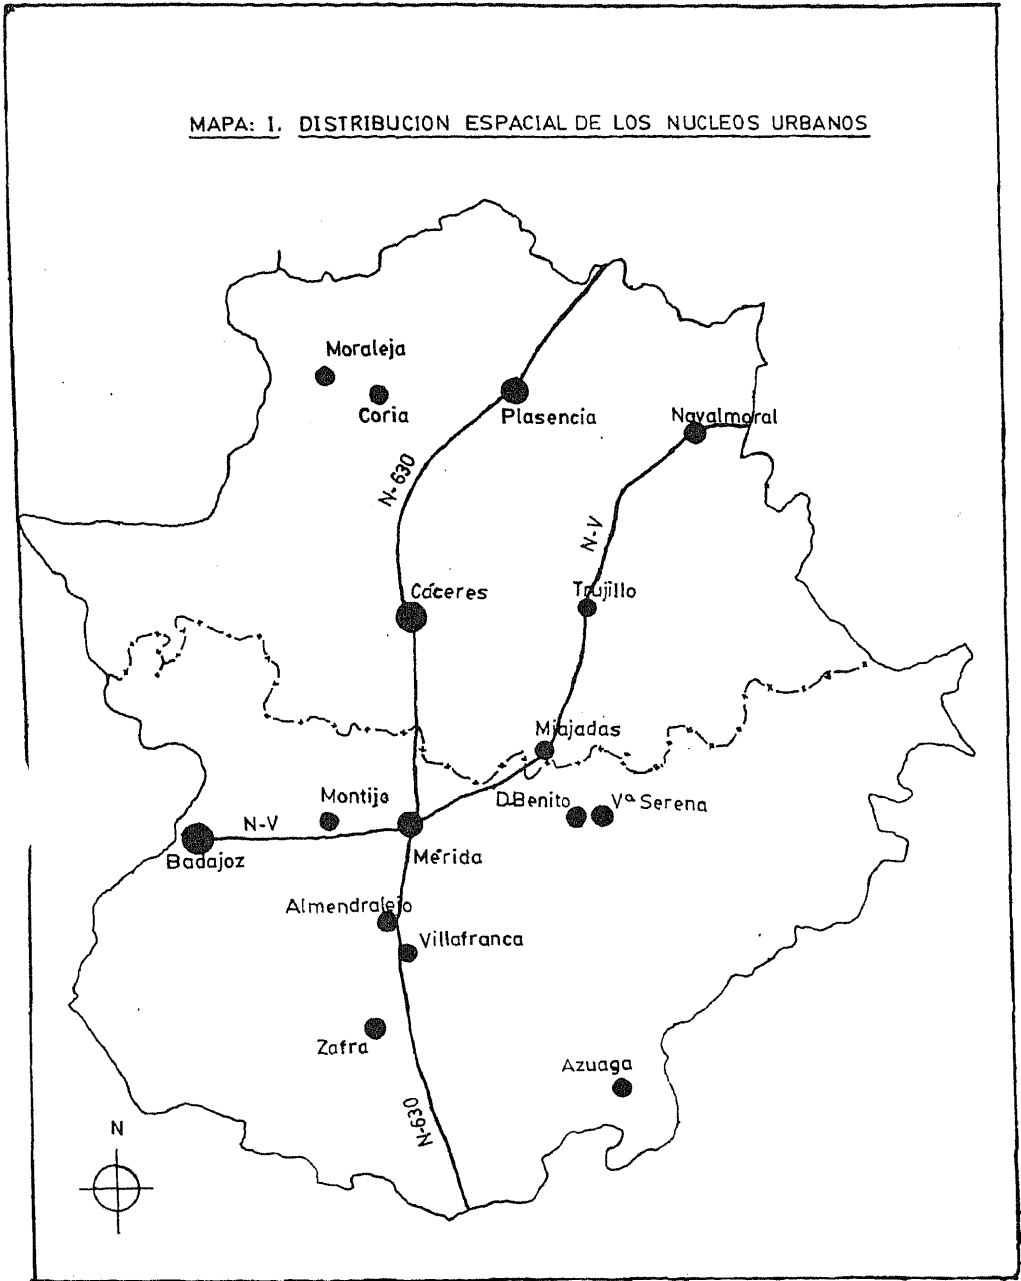 MAPA: I. DISTRIBUCION ESPACIAL DE LOS NUCLEOS URBANOS
Moraleja
Coria
Plasencia
Navalmoral
N-630
N-V
Cáceres
Trujillo
Miajadas
Montijo
D.Benito
Vª Serena
N-V
Badajoz
Mérida
Almendralejo
Villafranca
Zafra
Azuaga
N-630
N